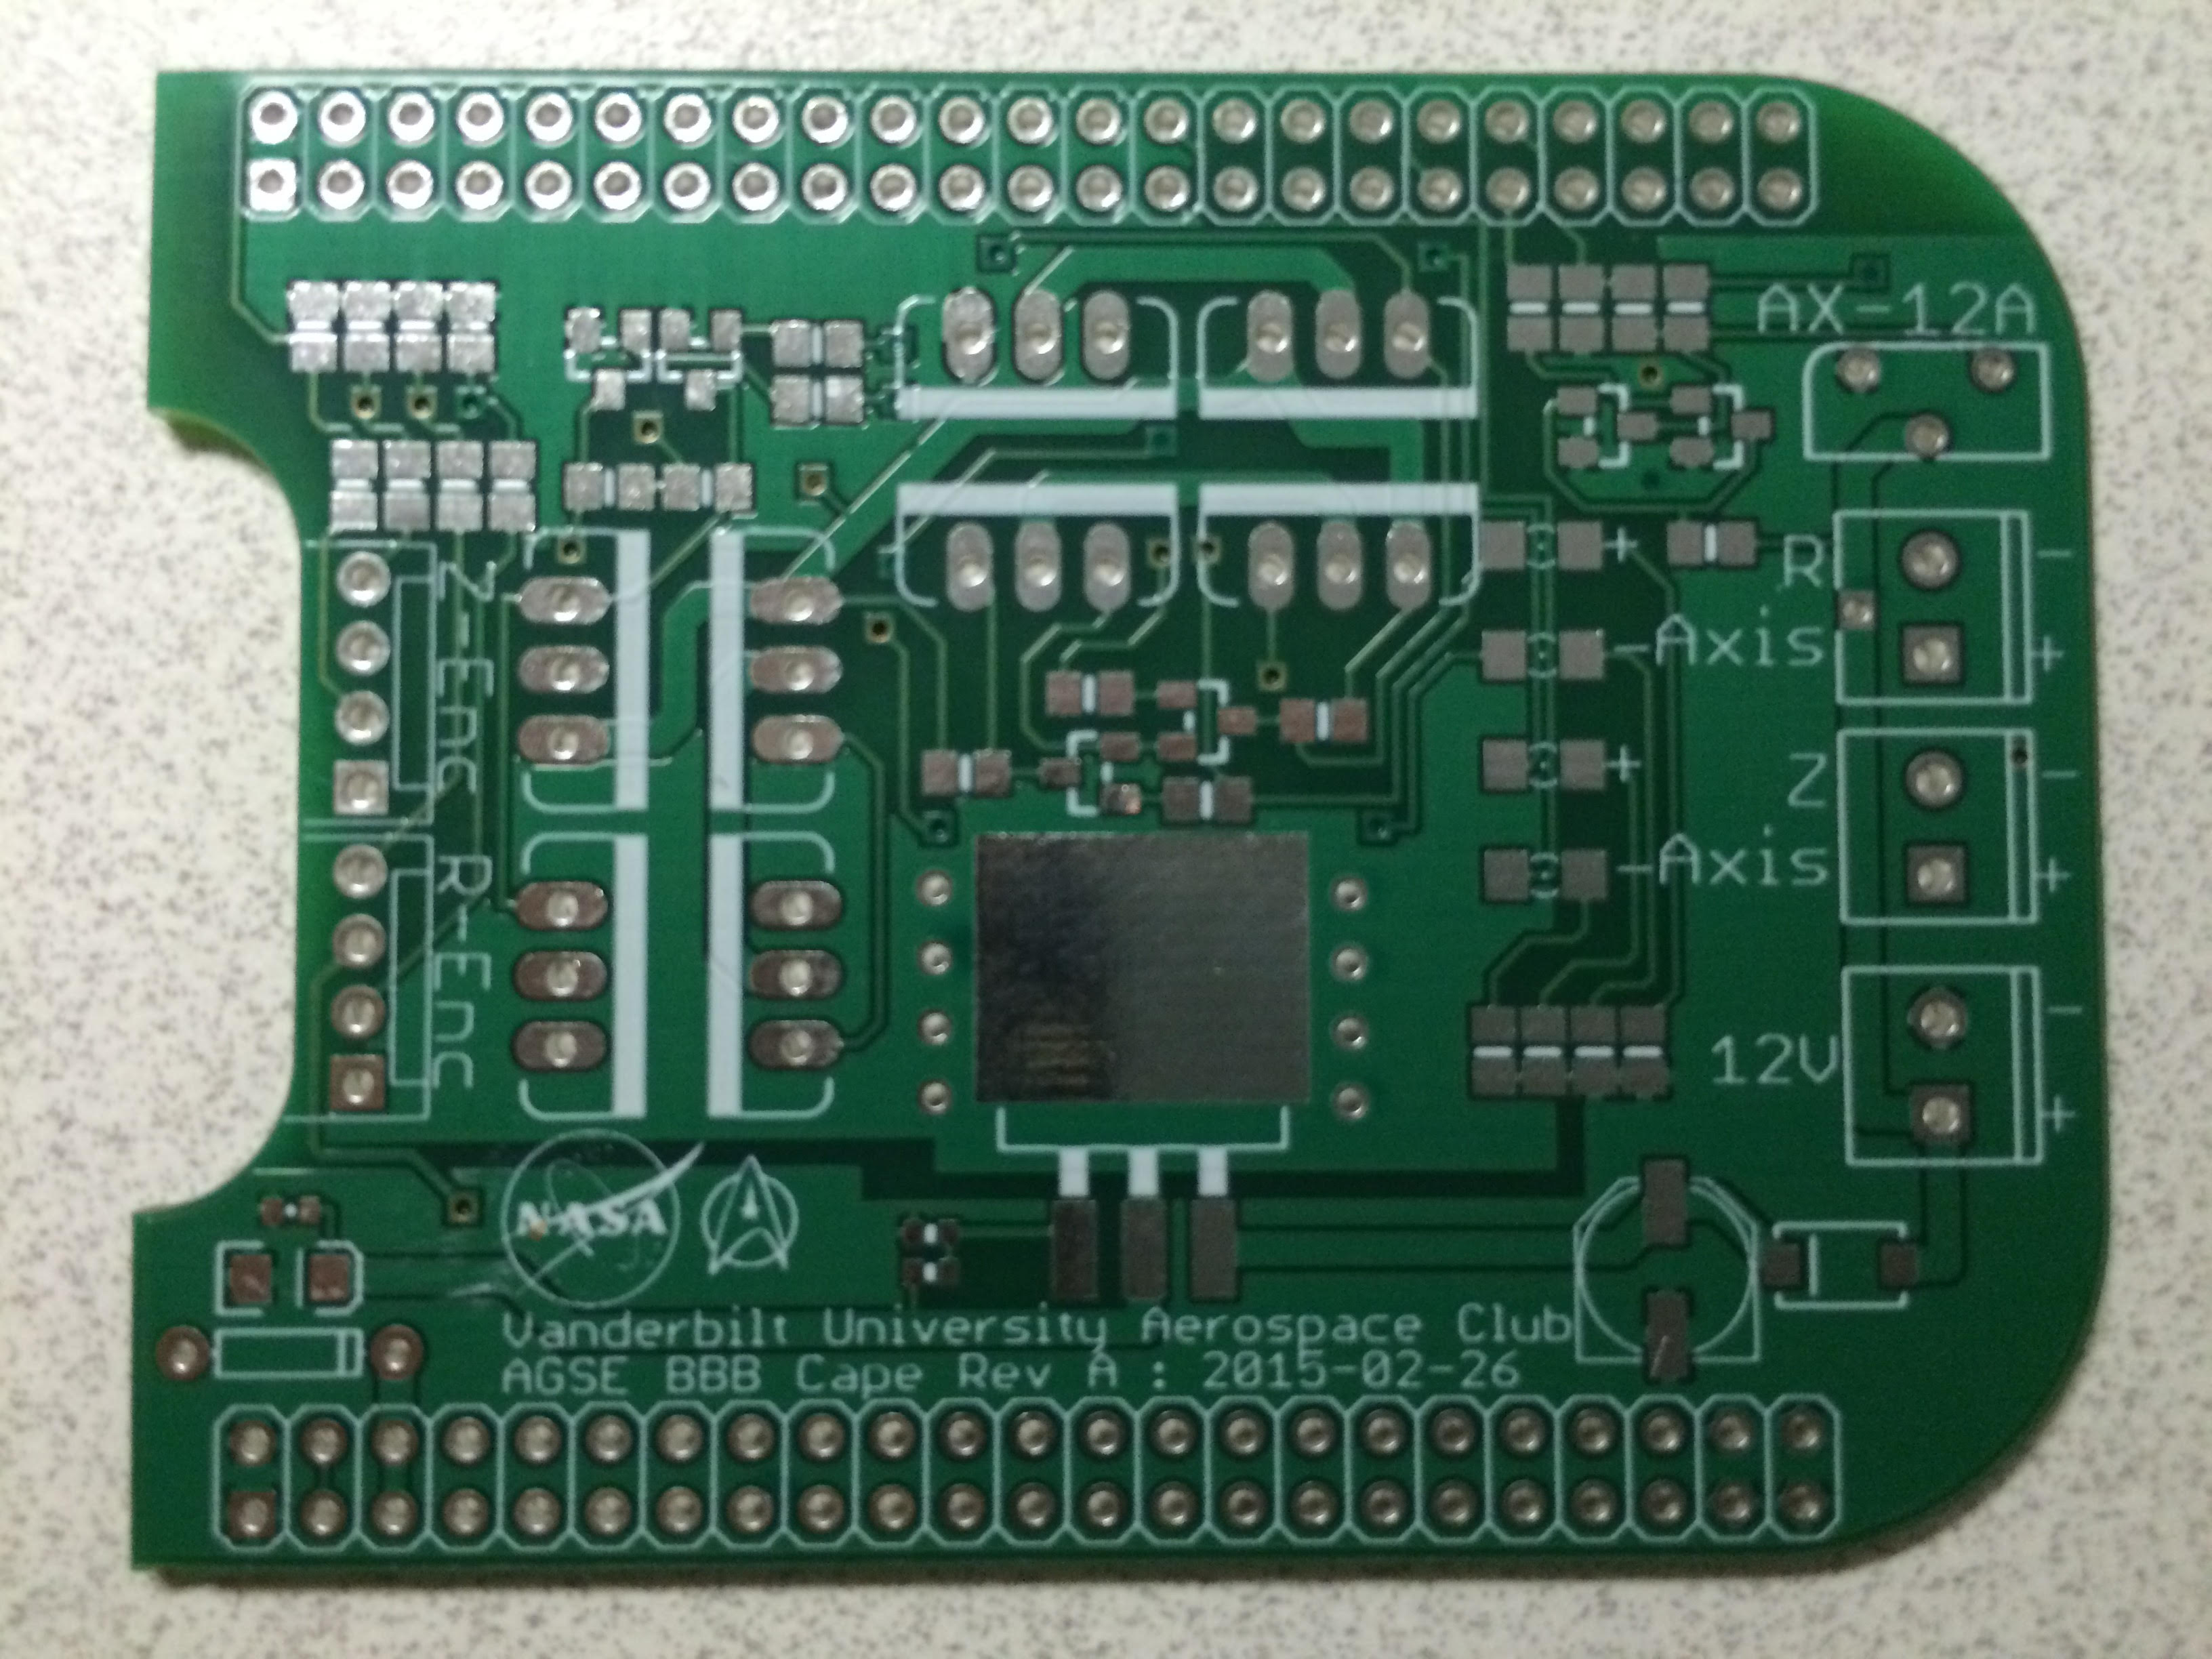 AX-12A
R
-Axis
Z
-Axis
12V
Z-Enc
R-Enc
NASA
Vanderbilt University Aerospace Club
AGSE BBB Cape Rev A : 2015-02-26